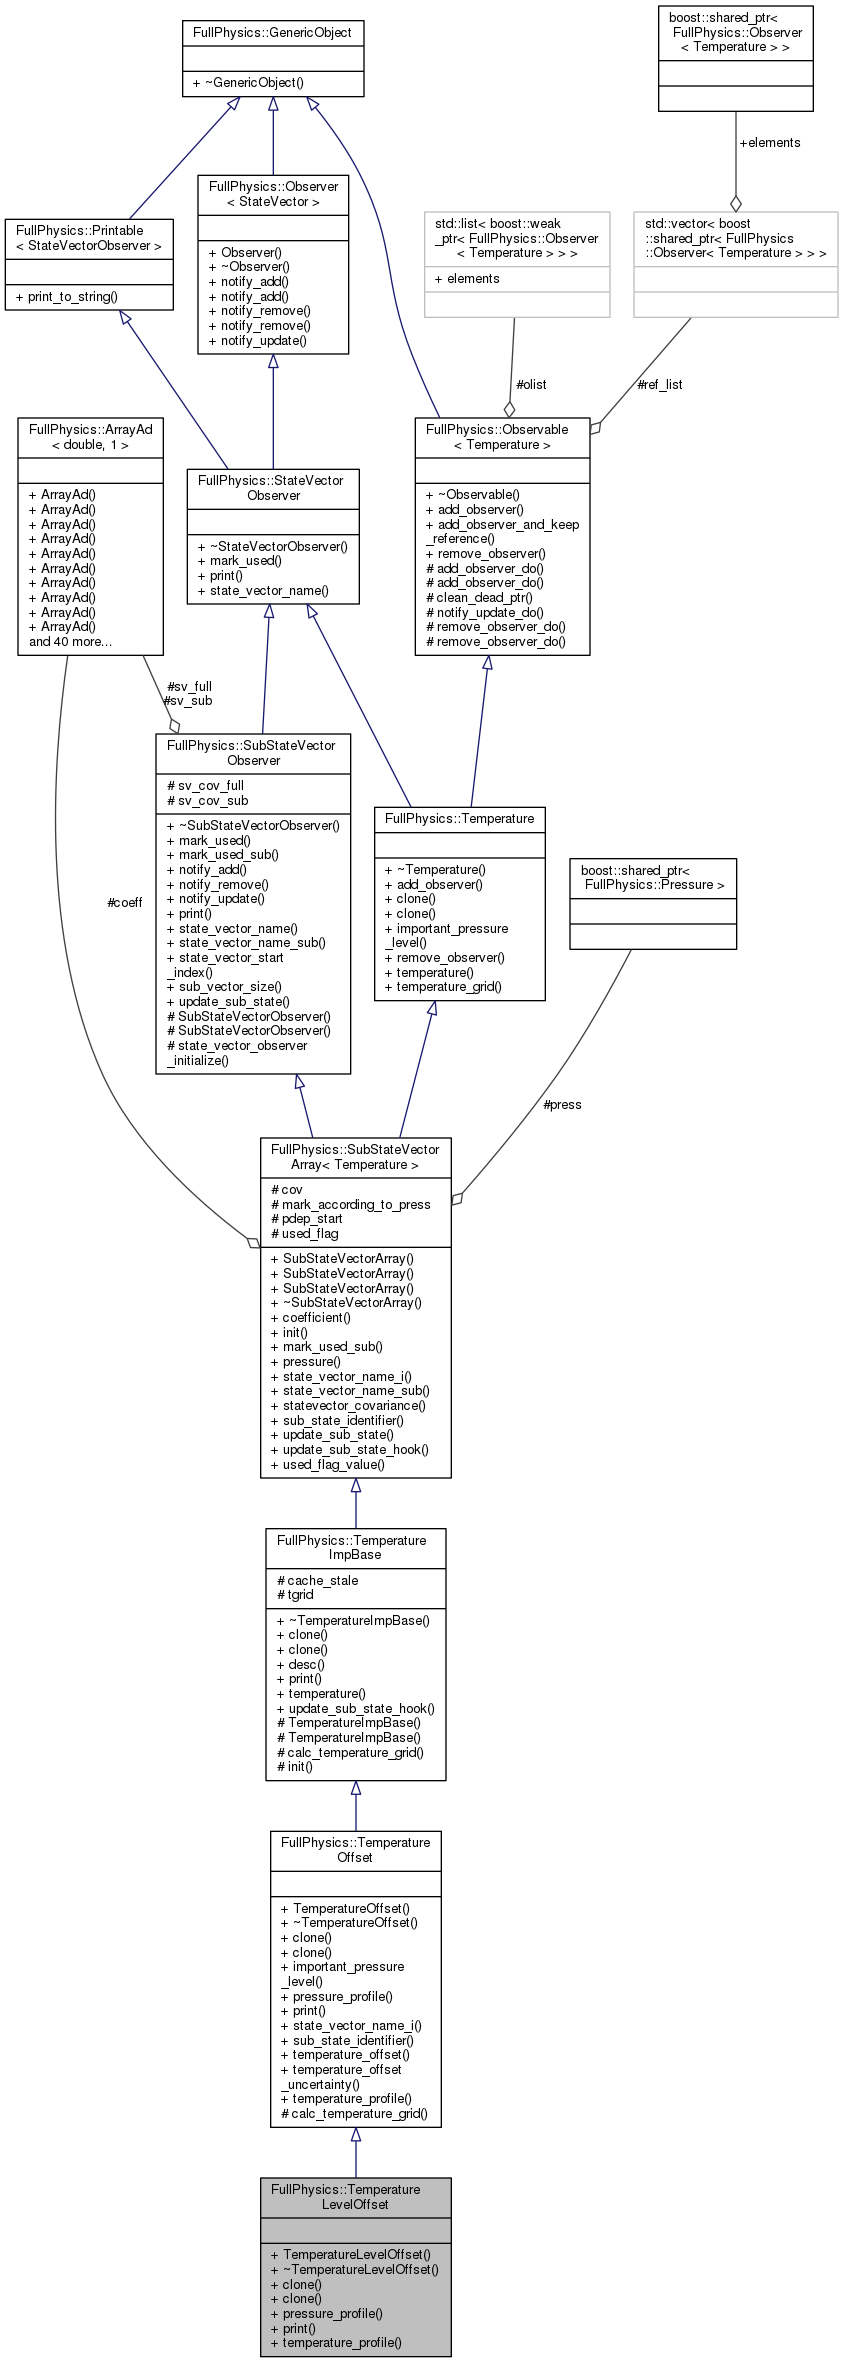 FullPhysics::GenericObject
+ ~GenericObject()
boost::shared_ptr<
FullPhysics::Observer
< Temperature > >
+elements
FullPhysics::Printable
< StateVectorObserver >
+ print_to_string()
FullPhysics::Observer
< StateVector >
+ Observer()
+ ~Observer()
+ notify_add()
+ notify_add()
+ notify_remove()
+ notify_remove()
+ notify_update()
std::list< boost::weak
_ptr< FullPhysics::Observer
< Temperature > > >
+ elements
std::vector< boost
::shared_ptr< FullPhysics
::Observer< Temperature > > >
#olist
#ref_list
FullPhysics::ArrayAd
< double, 1 >
+ ArrayAd()
+ ArrayAd()
+ ArrayAd()
+ ArrayAd()
+ ArrayAd()
+ ArrayAd()
+ ArrayAd()
+ ArrayAd()
+ ArrayAd()
+ ArrayAd()
and 40 more...
FullPhysics::StateVector
Observer
+ ~StateVectorObserver()
+ mark_used()
+ print()
+ state_vector_name()
FullPhysics::Observable
< Temperature >
+ ~Observable()
+ add_observer()
+ add_observer_and_keep
_reference()
+ remove_observer()
# add_observer_do()
# add_observer_do()
# clean_dead_ptr()
# notify_update_do()
# remove_observer_do()
# remove_observer_do()
#sv_full
#sv_sub
FullPhysics::SubStateVector
Observer
# sv_cov_full
# sv_cov_sub
+ ~SubStateVectorObserver()
+ mark_used()
+ mark_used_sub()
+ notify_add()
+ notify_remove()
+ notify_update()
+ print()
+ state_vector_name()
+ state_vector_name_sub()
+ state_vector_start
_index()
+ sub_vector_size()
+ update_sub_state()
# SubStateVectorObserver()
# SubStateVectorObserver()
# state_vector_observer
_initialize()
FullPhysics::Temperature
+ ~Temperature()
+ add_observer()
+ clone()
+ clone()
+ important_pressure
_level()
+ remove_observer()
+ temperature()
+ temperature_grid()
boost::shared_ptr<
FullPhysics::Pressure >
#coeff
#press
FullPhysics::SubStateVector
Array< Temperature >
# cov
# mark_according_to_press
# pdep_start
# used_flag
+ SubStateVectorArray()
+ SubStateVectorArray()
+ SubStateVectorArray()
+ ~SubStateVectorArray()
+ coefficient()
+ init()
+ mark_used_sub()
+ pressure()
+ state_vector_name_i()
+ state_vector_name_sub()
+ statevector_covariance()
+ sub_state_identifier()
+ update_sub_state()
+ update_sub_state_hook()
+ used_flag_value()
FullPhysics::Temperature
ImpBase
# cache_stale
# tgrid
+ ~TemperatureImpBase()
+ clone()
+ clone()
+ desc()
+ print()
+ temperature()
+ update_sub_state_hook()
# TemperatureImpBase()
# TemperatureImpBase()
# calc_temperature_grid()
# init()
FullPhysics::Temperature
Offset
+ TemperatureOffset()
+ ~TemperatureOffset()
+ clone()
+ clone()
+ important_pressure
_level()
+ pressure_profile()
+ print()
+ state_vector_name_i()
+ sub_state_identifier()
+ temperature_offset()
+ temperature_offset
_uncertainty()
+ temperature_profile()
# calc_temperature_grid()
FullPhysics::Temperature
LevelOffset
+ TemperatureLevelOffset()
+ ~TemperatureLevelOffset()
+ clone()
+ clone()
+ pressure_profile()
+ print()
+ temperature_profile()